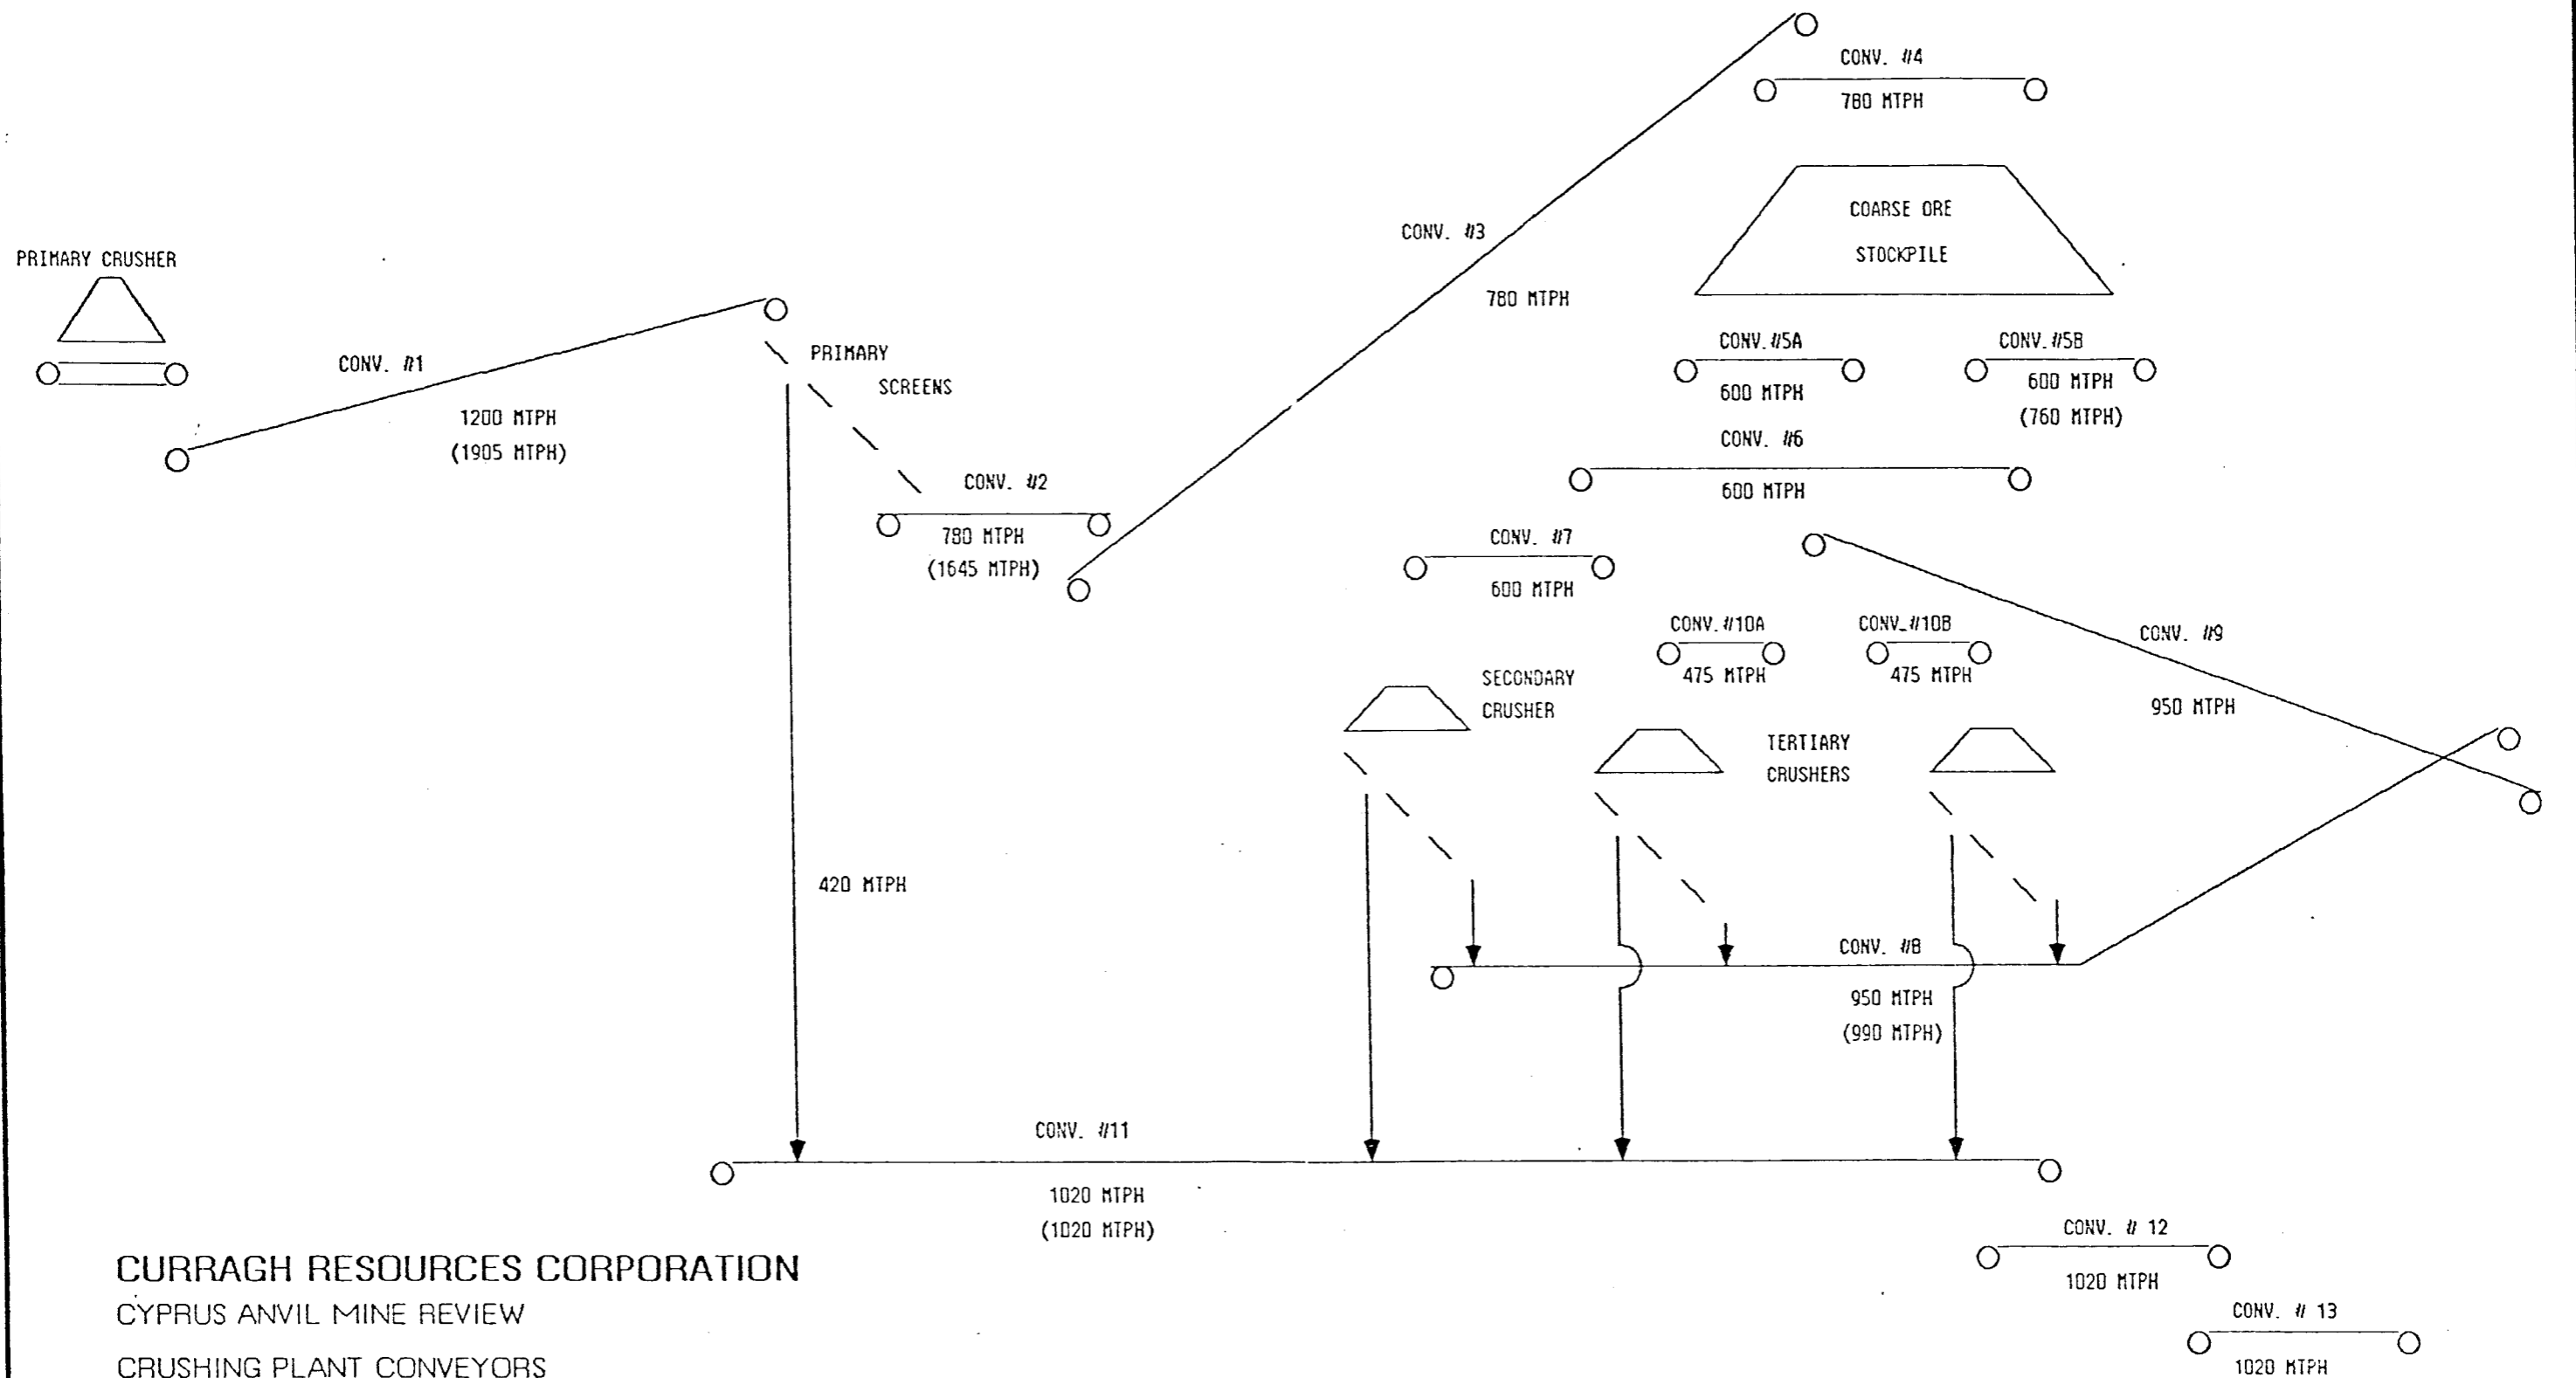 CONV. #4
780 MTPH
COARSE ORE
STOCKPILE
CONV. #3
780 MTPH
PRIMARY CRUSHER
CONV. #1
1200 MTPH
(1905 MTPH)
PRIMARY
SCREENS
CONV. #2
780 MTPH
(1645 MTPH)
CONV. #5A
600 MTPH
CONV. #5B
600 MTPH
(760 MTPH)
CONV. #6
600 MTPH
CONV. #7
600 MTPH
CONV. #10A
475 MTPH
CONV. #10B
475 MTPH
CONV. #9
950 MTPH
SECONDARY
CRUSHER
TERTIARY
CRUSHERS
420 MTPH
CONV. #8
950 MTPH
(990 MTPH)
CONV. #11
1020 MTPH
(1020 MTPH)
CONV. # 12
1020 MTPH
CONV. # 13
1020 MTPH
CURRAGH RESOURCES CORPORATION
CYPRUS ANVIL MINE REVIEW
CRUSHING PLANT CONVEYORS